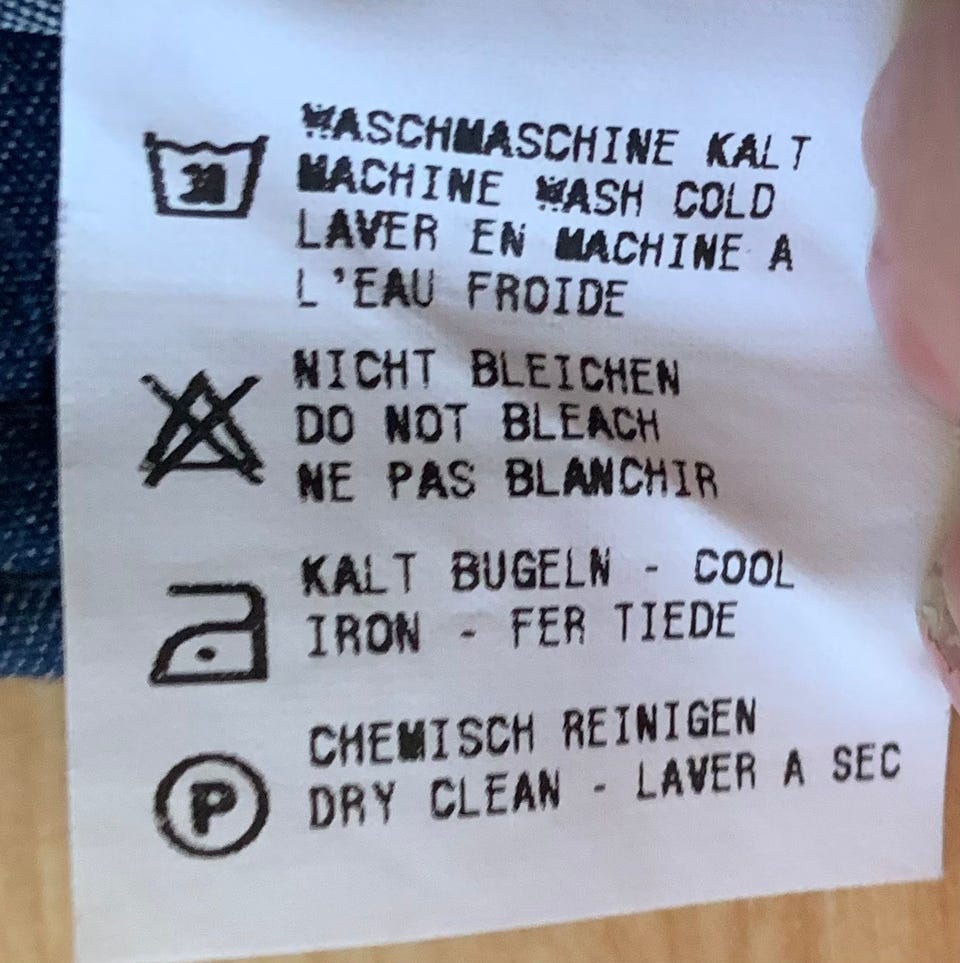 WASCHMASCHINE KALT
30 MACHINE WASH COLD
LAVER EN MACHINE A
L'EAU FROIDE
NICHT BLEICHEN
DO NOT BLEACH
NE PAS BLANCHIR
KALT BUGELN - COOL
IRON - FER TIEDE
CHEMISCH REINIGEN
P DRY CLEAN - LAVER A SEC